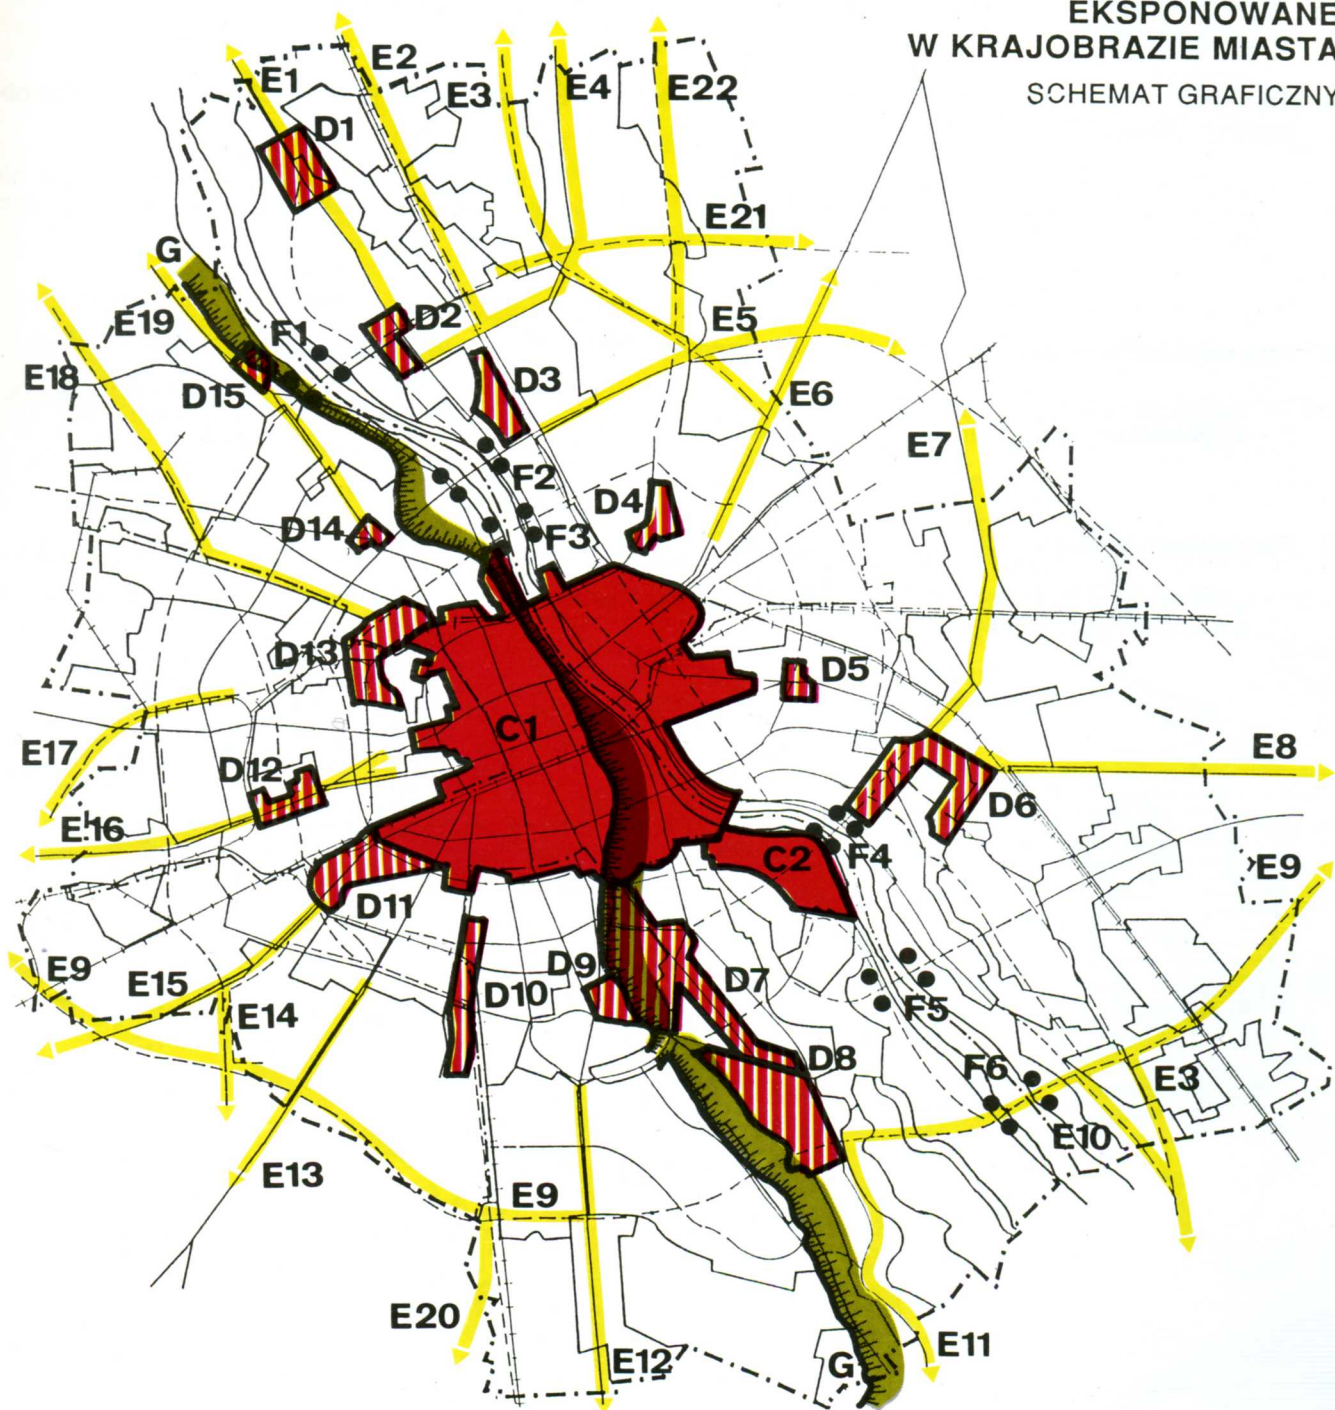 EKSPONOWANE
W KRAJOBRAZIE MIASTA
SCHEMAT GRAFICZNY
E1
E2
E3
E4
E22
D1
E21
G
E19
F1
D2
E5
E18
D15
D3
E6
E7
F2
D4
D14
F3
D13
D5
C1
E17
D12
E8
D6
E16
C2
F4
E9
D11
E9
E15
D9
D7
D10
F5
E14
D8
F6
E3
E10
E13
E9
E20
E12
G
E11